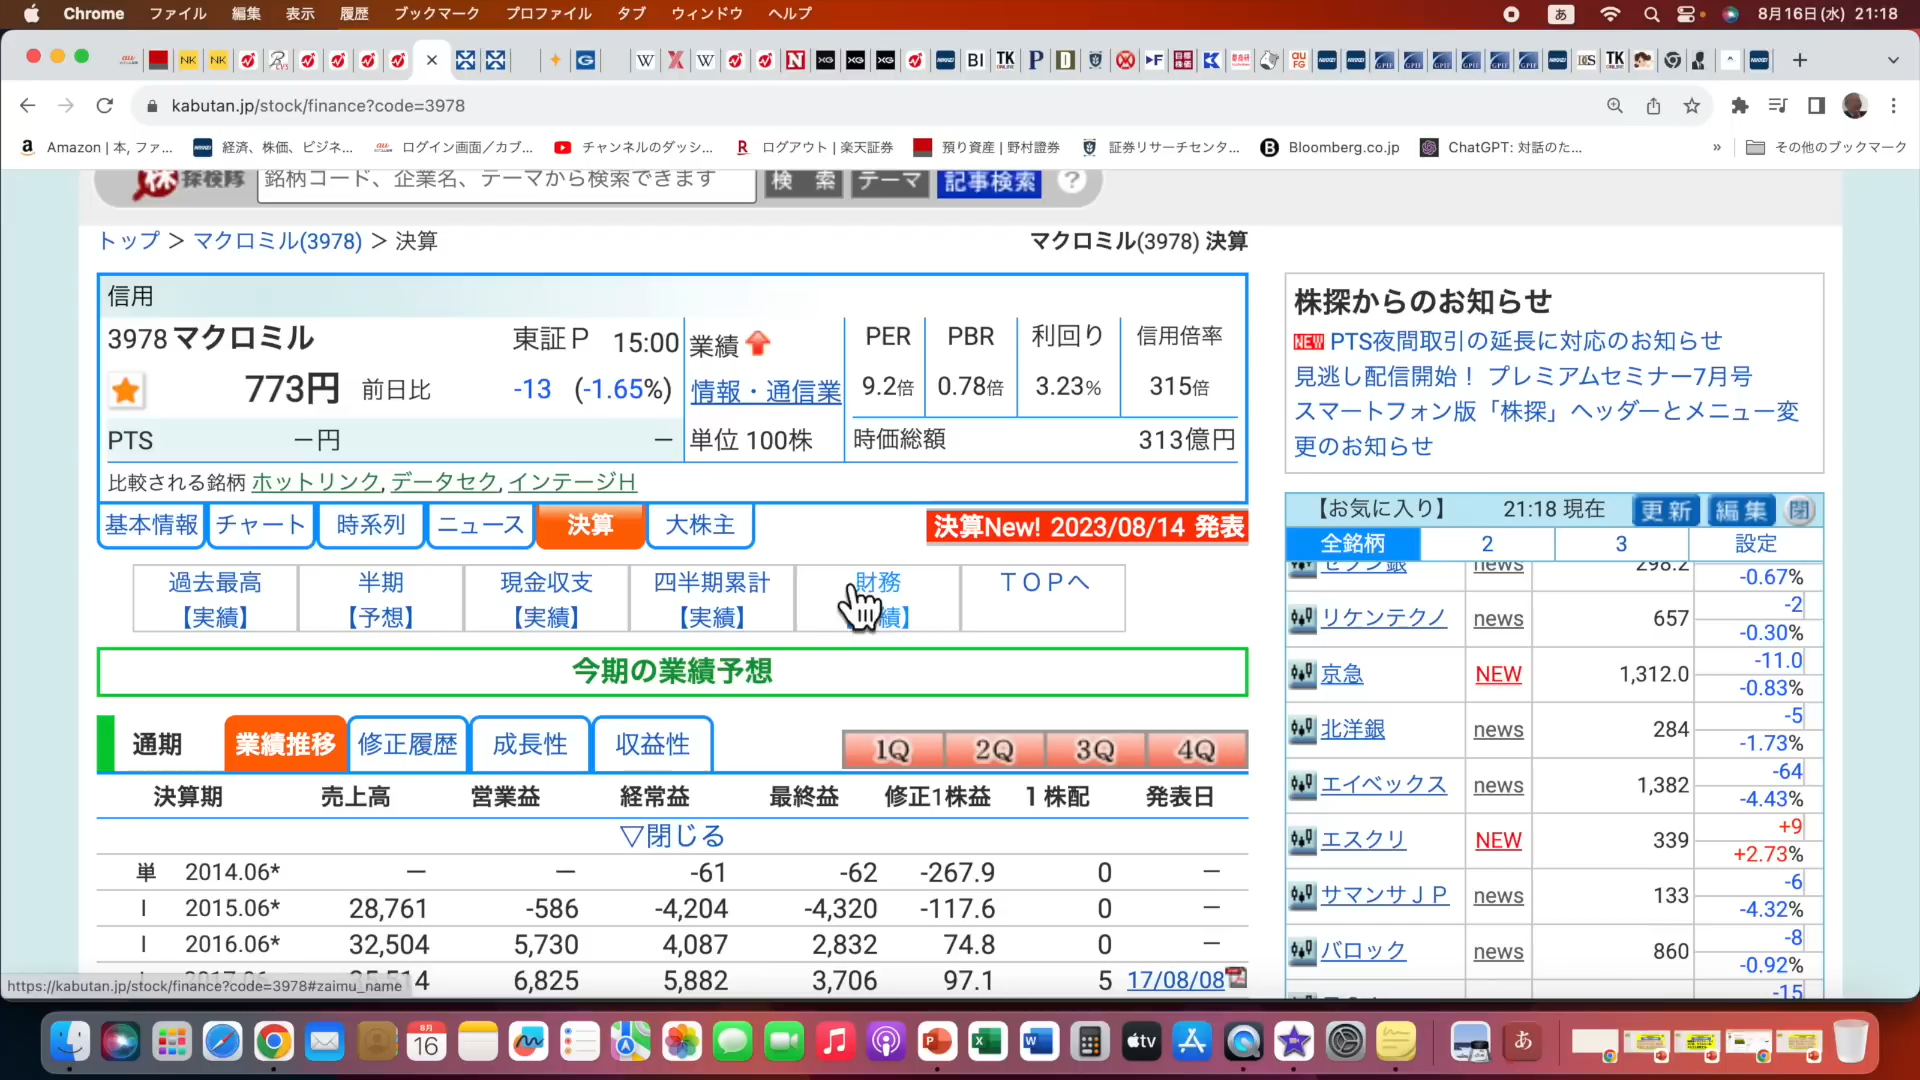 Chrome ファイル 編集 表示 履歴 ブックマーク プロファイル タブ ウィンドウ ヘルプ あ 8月16日(水) 21:18
kabutan.jp/stock/finance?code=3978
Amazon | 本, ファ... 経済、株価、ビジネ... ログイン画面／カブ... チャンネルのダッシ... ログアウト | 楽天証券 預り資産 | 野村證券 証券リサーチセンタ... Bloomberg.co.jp ChatGPT: 対話のた... » その他のブックマーク
株探検隊 銘柄コード、企業名、テーマから検索できます 検 索 テーマ 記事検索 ?
トップ ＞ マクロミル(3978) ＞ 決算 マクロミル(3978) 決算
信用
3978 マクロミル 東証Ｐ 15:00 業績 PER PBR 利回り 信用倍率
773円 前日比 -13 (-1.65%) 情報・通信業 9.2倍 0.78倍 3.23% 315倍
PTS －円 － 単位 100株 時価総額 313億円
比較される銘柄 ホットリンク, データセク, インテージＨ
基本情報 チャート 時系列 ニュース 決算 大株主 決算New! 2023/08/14 発表
過去最高 半期 現金収支 四半期累計 財務 ＴＯＰへ
【実績】 【予想】 【実績】 【実績】 績】
今期の業績予想
通期 業績推移 修正履歴 成長性 収益性 1Q 2Q 3Q 4Q
決算期 売上高 営業益 経常益 最終益 修正1株益 １株配 発表日
▽閉じる
単 2014.06* － － -61 -62 -267.9 0 －
I 2015.06* 28,761 -586 -4,204 -4,320 -117.6 0 －
I 2016.06* 32,504 5,730 4,087 2,832 74.8 0 －
6,825 5,882 3,706 97.1 5 17/08/08
https://kabutan.jp/stock/finance?code=3978#zaimu_name
株探からのお知らせ
NEW PTS夜間取引の延長に対応のお知らせ
見逃し配信開始！ プレミアムセミナー7月号
スマートフォン版「株探」ヘッダーとメニュー変
更のお知らせ
【お気に入り】 21:18 現在 更新 編集 閉
全銘柄 2 3 設定
セブン銀 news 298.2 -0.67%
リケンテクノ news 657 -2 -0.30%
京急 NEW 1,312.0 -11.0 -0.83%
北洋銀 news 284 -5 -1.73%
エイベックス news 1,382 -64 -4.43%
エスクリ NEW 339 +9 +2.73%
サマンサＪＰ news 133 -6 -4.32%
バロック news 860 -8 -0.92%
-15
8月 16 tv あ